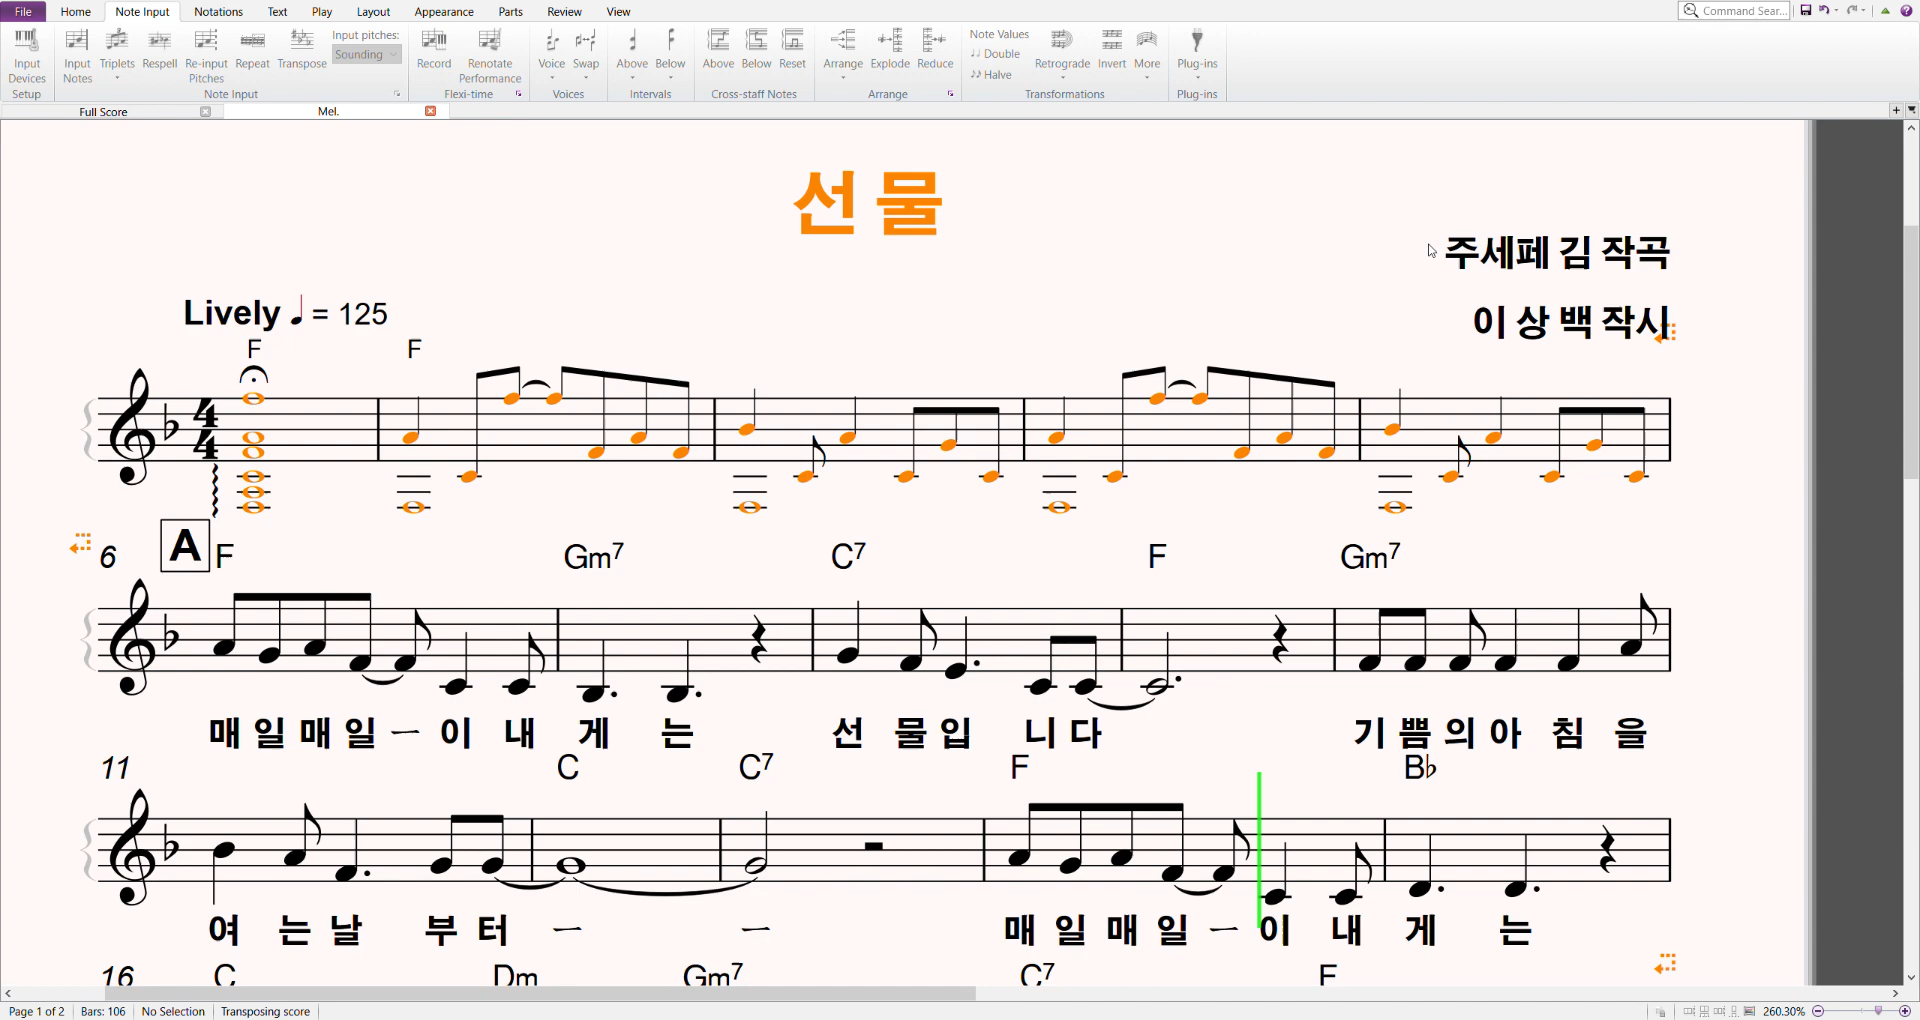 File Home Note Input Notations Text Play Layout Appearance Parts Review View Command Sear...
Input Devices Input Notes Triplets Respell Re-input Pitches Repeat Transpose Input pitches: Sounding Record Renotate Performance Voice Swap Above Below Above Below Reset Arrange Explode Reduce Note Values Double Halve Retrograde Invert More Plug-ins
Setup Note Input Flexi-time Voices Intervals Cross-staff Notes Arrange Transformations Plug-ins
Full Score Mel.
선 물
주세페 김 작곡
이 상 백 작시
Lively ♩ = 125
F F
4
4
6 A F Gm7 C7 F Gm7
매 일 매 일 ㅡ 이 내 게 는 선 물 입 니 다 기 쁨 의 아 침 을
11 C C7 F B♭
여 는 날 부 터 ㅡ ㅡ 매 일 매 일 ㅡ 이 내 게 는
16 C Dm Gm7 C7 F
Page 1 of 2 Bars: 106 No Selection Transposing score 260.30%